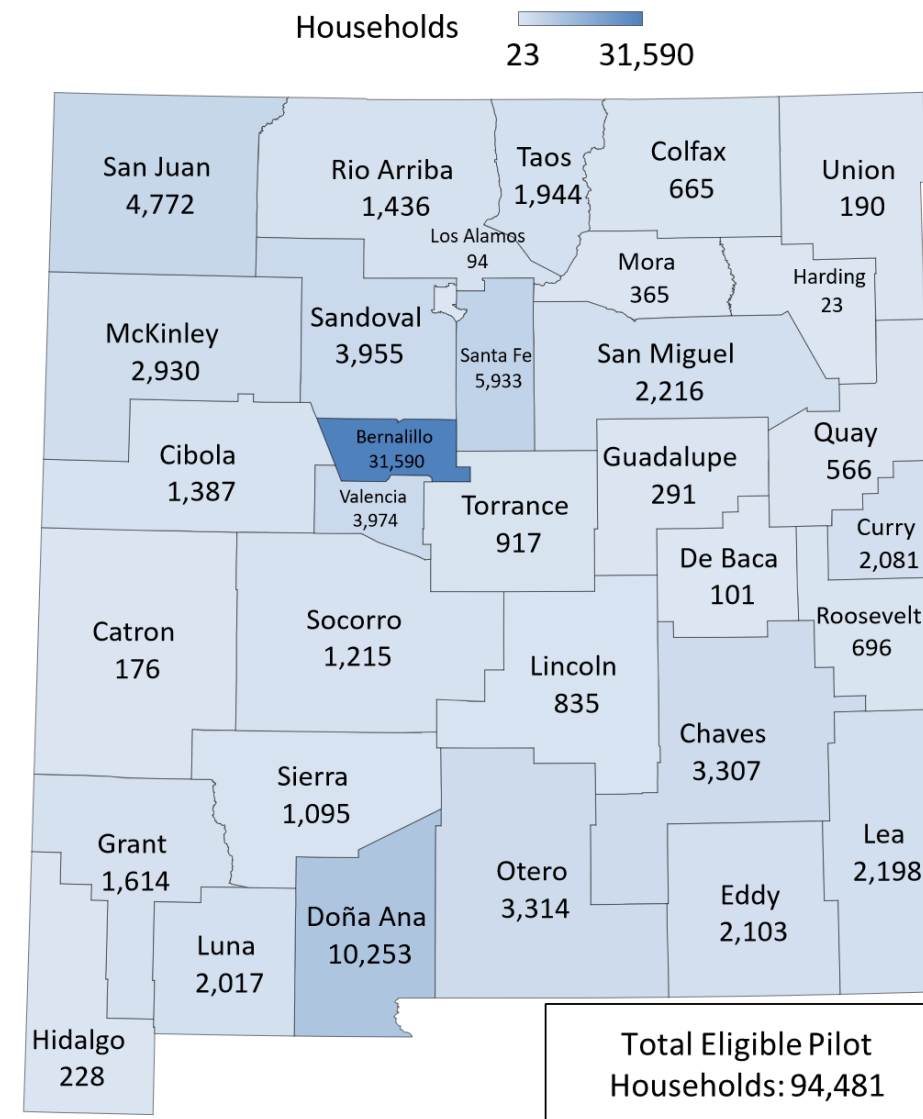 Households
23 31,590
San Juan
4,772
Rio Arriba
1,436
Taos
1,944
Colfax
665
Union
190
Los Alamos
94
Mora
365
Harding
23
McKinley
2,930
Sandoval
3,955
Santa Fe
5,933
San Miguel
2,216
Cibola
1,387
Bernalillo
31,590
Valencia
3,974
Torrance
917
Guadalupe
291
Quay
566
Curry
2,081
De Baca
101
Roosevelt
696
Catron
176
Socorro
1,215
Lincoln
835
Chaves
3,307
Sierra
1,095
Grant
1,614
Luna
2,017
Doña Ana
10,253
Otero
3,314
Eddy
2,103
Lea
2,198
Hidalgo
228
Total Eligible Pilot
Households: 94,481